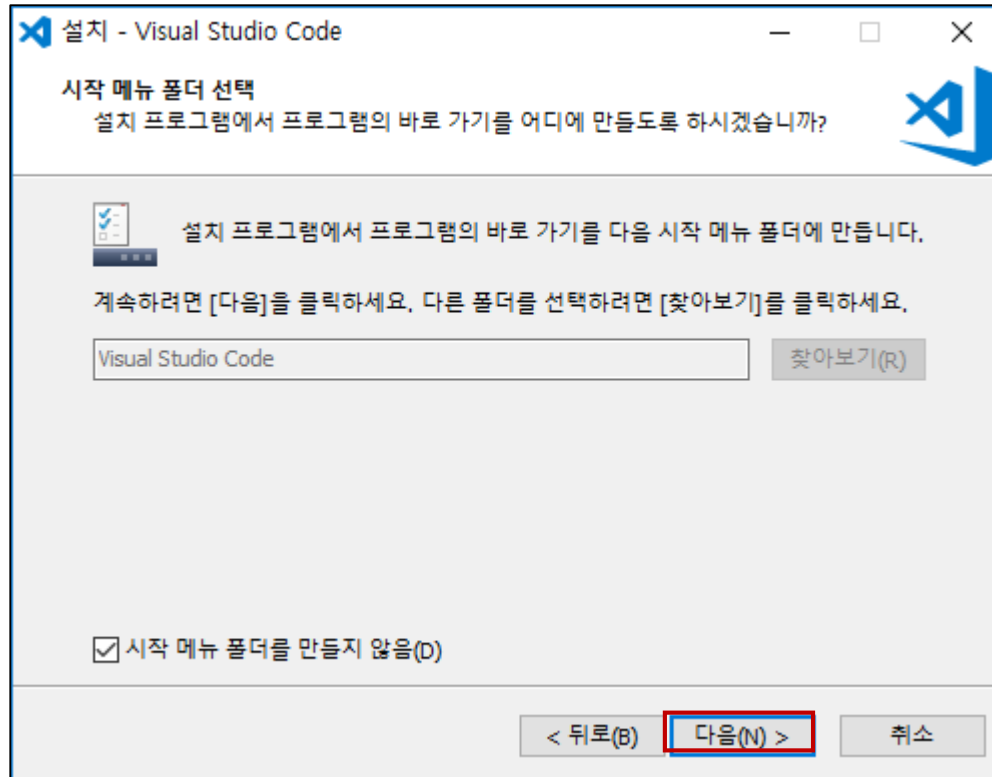 설치 - Visual Studio Code
시작 메뉴 폴더 선택
설치 프로그램에서 프로그램의 바로 가기를 어디에 만들도록 하시겠습니까?
설치 프로그램에서 프로그램의 바로 가기를 다음 시작 메뉴 폴더에 만듭니다.
계속하려면 [다음]을 클릭하세요. 다른 폴더를 선택하려면 [찾아보기]를 클릭하세요.
Visual Studio Code 찾아보기(R)
시작 메뉴 폴더를 만들지 않음(D)
< 뒤로(B) 다음(N) > 취소